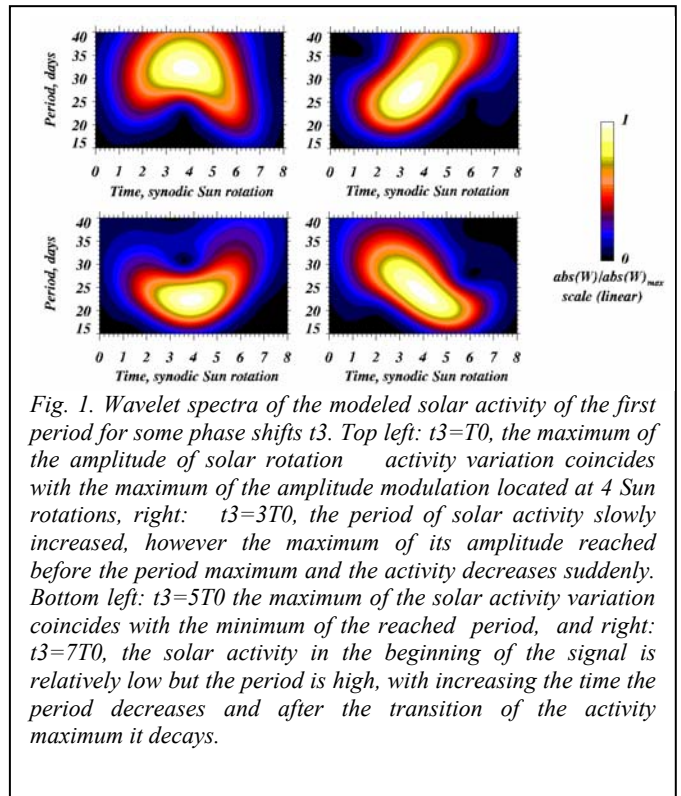 40
35
30
25
20
15
Period, days
0 1 2 3 4 5 6 7 8
Time, synodic Sun rotation
40
35
30
25
20
15
0 1 2 3 4 5 6 7 8
Time, synodic Sun rotation
40
35
30
25
20
15
Period, days
0 1 2 3 4 5 6 7 8
Time, synodic Sun rotation
40
35
30
25
20
15
0 1 2 3 4 5 6 7 8
Time, synodic Sun rotation
1
0
abs(W)/abs(W)max
scale (linear)
Fig. 1. Wavelet spectra of the modeled solar activity of the first
period for some phase shifts t3. Top left: t3=T0, the maximum of
the amplitude of solar rotation activity variation coincides
with the maximum of the amplitude modulation located at 4 Sun
rotations, right: t3=3T0, the period of solar activity slowly
increased, however the maximum of its amplitude reached
before the period maximum and the activity decreases suddenly.
Bottom left: t3=5T0 the maximum of the solar activity variation
coincides with the minimum of the reached period, and right:
t3=7T0, the solar activity in the beginning of the signal is
relatively low but the period is high, with increasing the time the
period decreases and after the transition of the activity
maximum it decays.